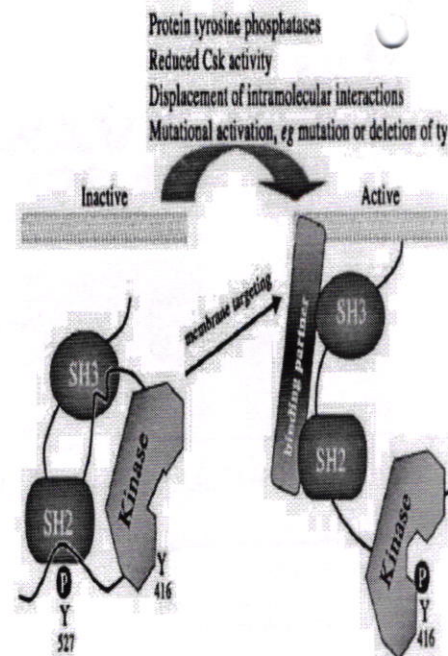 Protein tyrosine phosphatases
Reduced Csk activity
Displacement of intramolecular interactions
Mutational activation, eg mutation or deletion of ty
Inactive
Active
membrane targeting
binding partner
SH3
SH3
Kinase
SH2
SH2
Kinase
P
Y
416
Y
527
P
Y
416